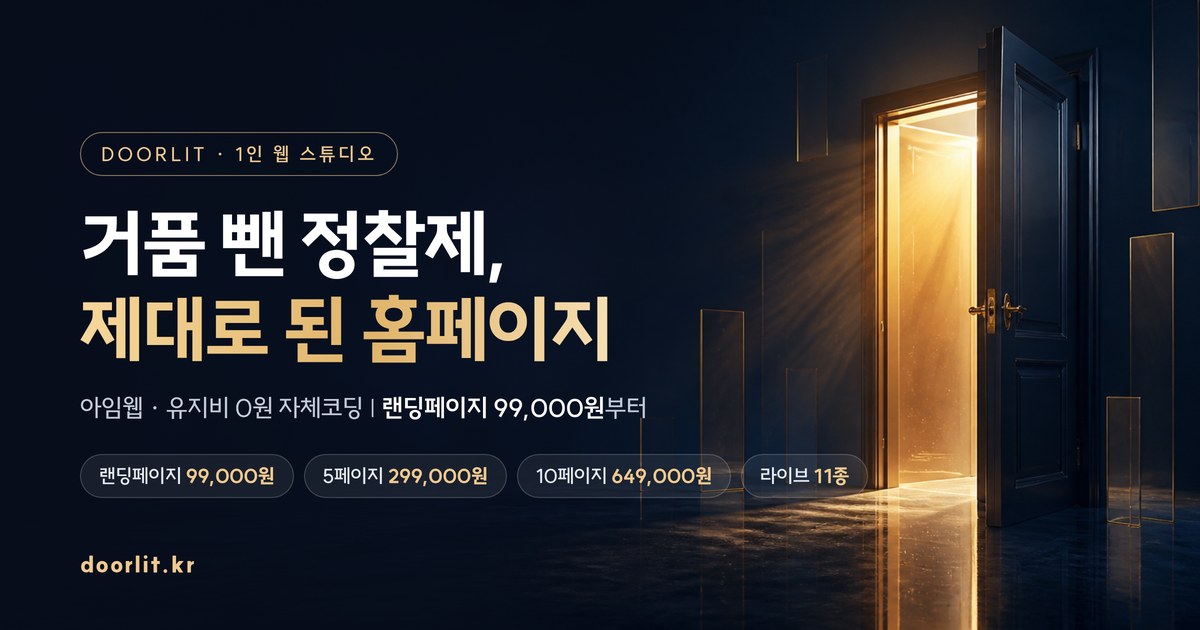 DOORLIT · 1인 웹 스튜디오
거품 뺀 정찰제,
제대로 된 홈페이지
아임웹 · 유지비 0원 자체코딩 | 랜딩페이지 99,000원부터
랜딩페이지 99,000원 5페이지 299,000원 10페이지 649,000원 라이브 11종
doorlit.kr